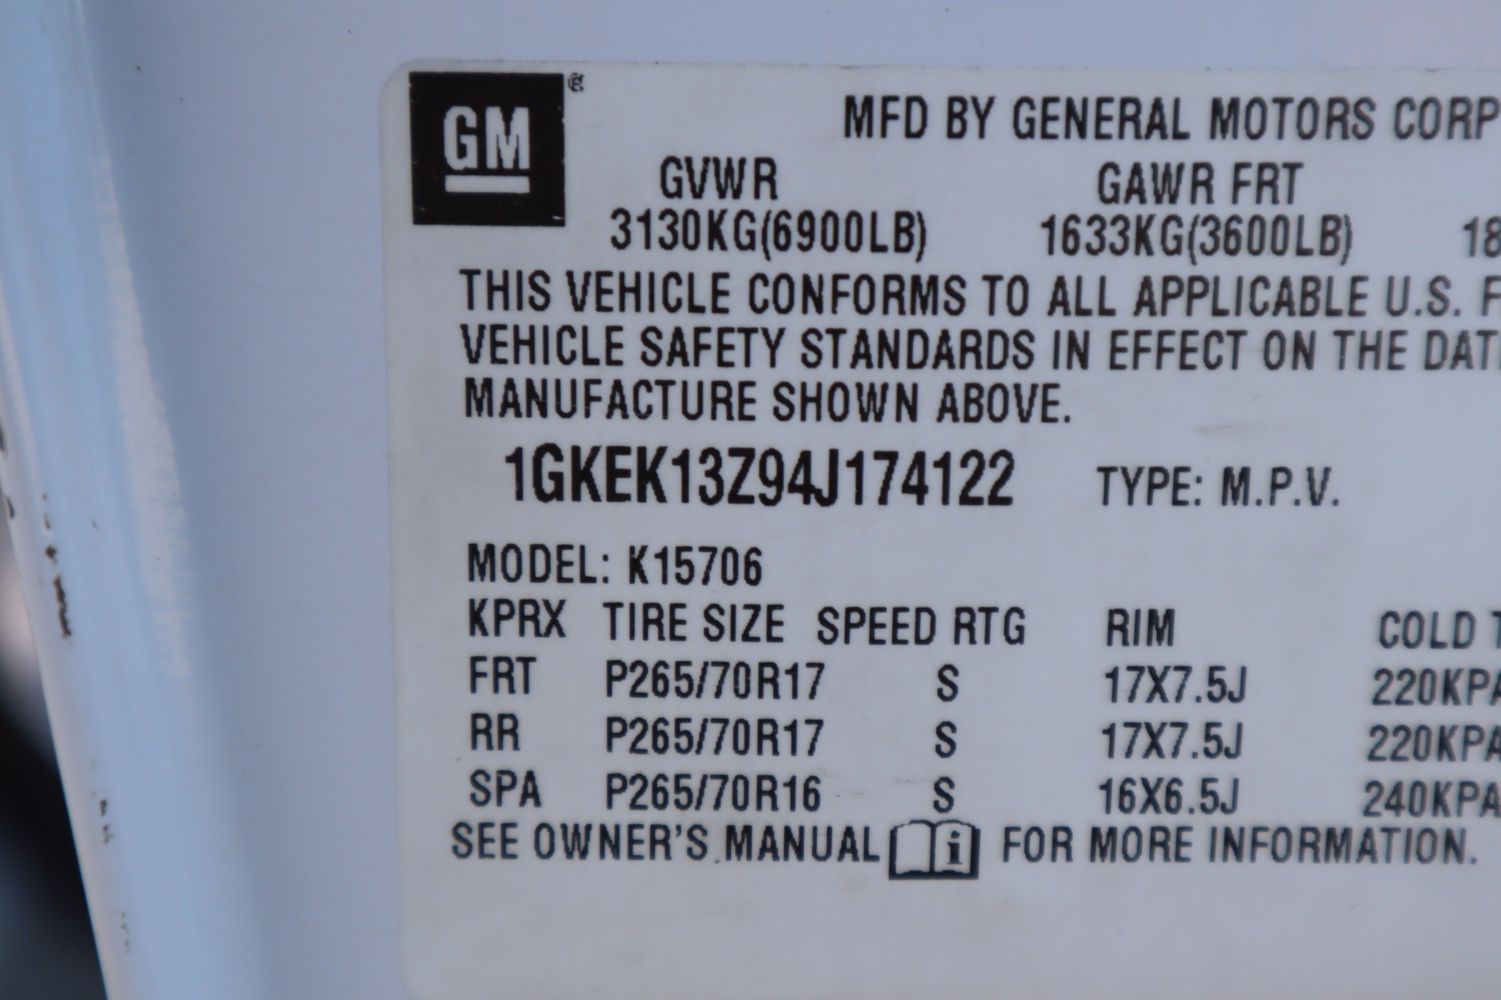 GM
MFD BY GENERAL MOTORS CORP
GVWR GAWR FRT
3130KG(6900LB) 1633KG(3600LB) 18
THIS VEHICLE CONFORMS TO ALL APPLICABLE U.S. F
VEHICLE SAFETY STANDARDS IN EFFECT ON THE DATE
MANUFACTURE SHOWN ABOVE.
1GKEK13Z94J174122 TYPE: M.P.V.
MODEL: K15706
KPRX TIRE SIZE SPEED RTG RIM COLD T
FRT P265/70R17 S 17X7.5J 220KPA
RR P265/70R17 S 17X7.5J 220KPA
SPA P265/70R16 S 16X6.5J 240KPA
SEE OWNER'S MANUAL i FOR MORE INFORMATION.